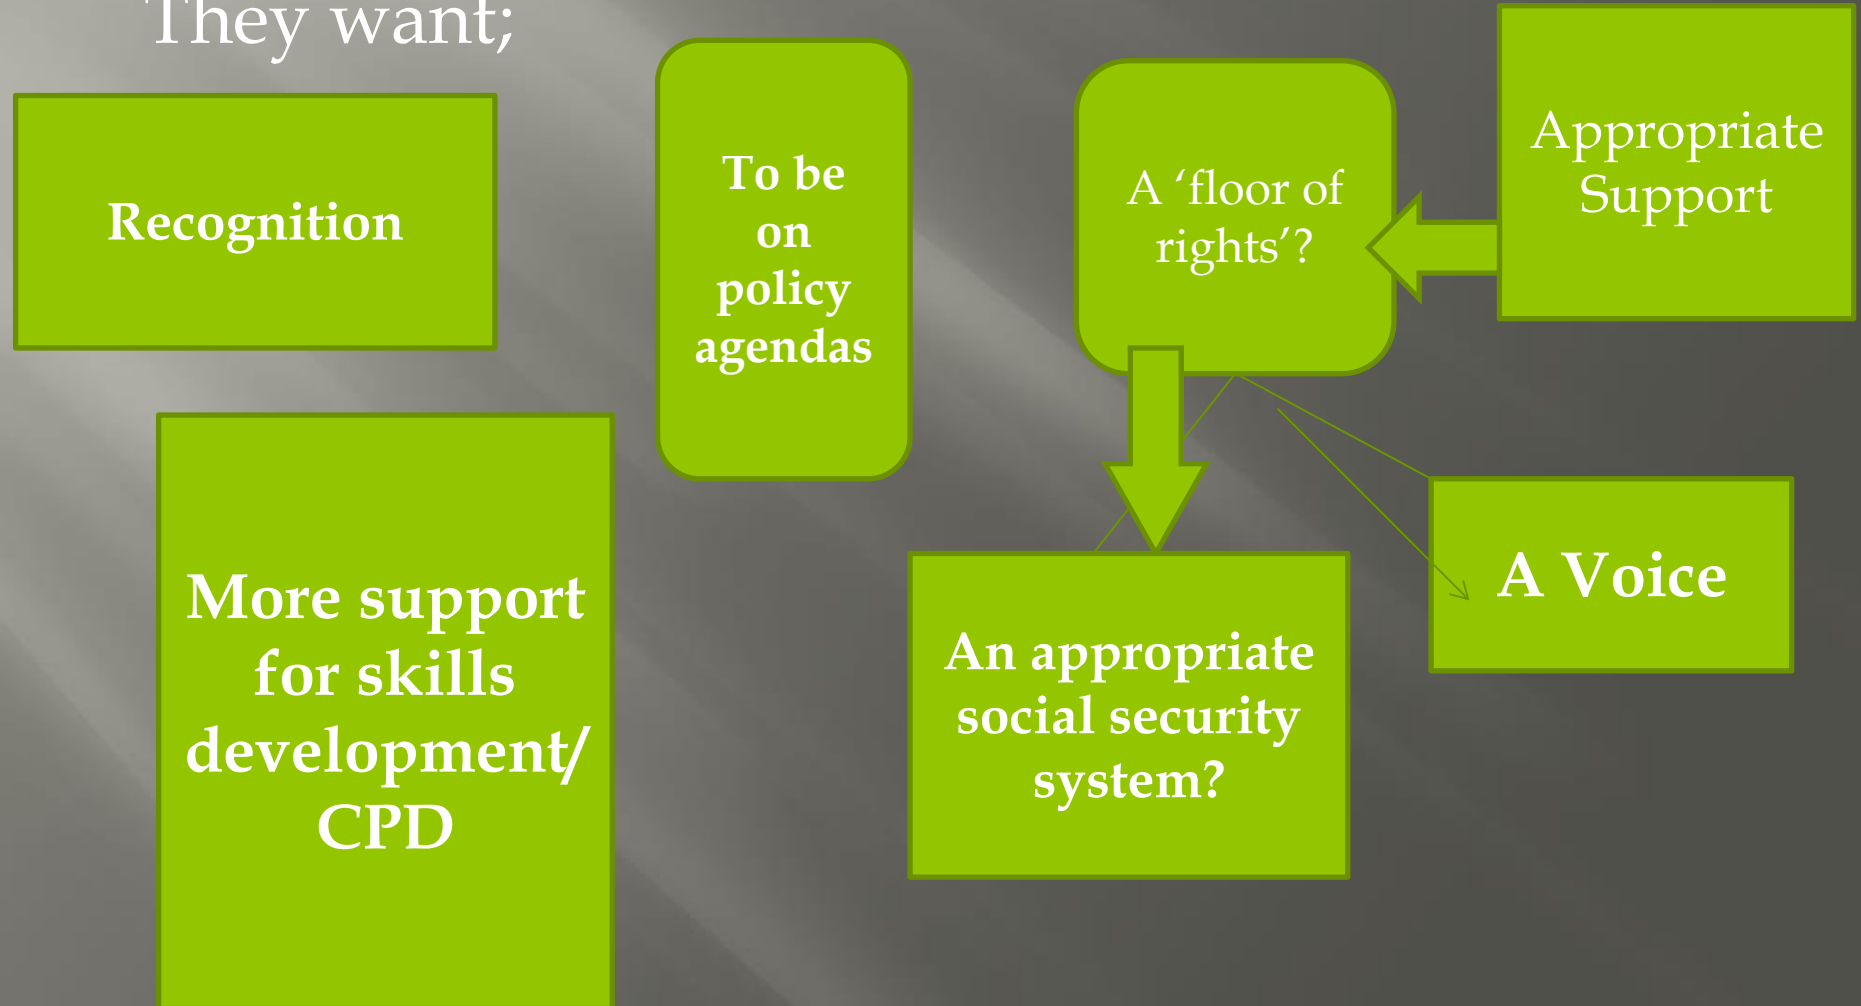 They want;
Recognition
To be
on
policy
agendas
A ‘floor of
rights’?
Appropriate
Support
More support
for skills
development/
CPD
An appropriate
social security
system?
A Voice